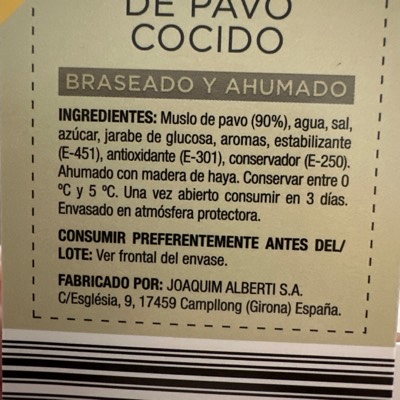 DE PAVO
COCIDO
BRASEADO Y AHUMADO
INGREDIENTES: Muslo de pavo (90%), agua, sal,
azúcar, jarabe de glucosa, aromas, estabilizante
(E-451), antioxidante (E-301), conservador (E-250).
Ahumado con madera de haya. Conservar entre 0
ºC y 5 ºC. Una vez abierto consumir en 3 días.
Envasado en atmósfera protectora.
CONSUMIR PREFERENTEMENTE ANTES DEL/
LOTE: Ver frontal del envase.
FABRICADO POR: JOAQUIM ALBERTI S.A.
C/Església, 9, 17459 Campllong (Girona) España.